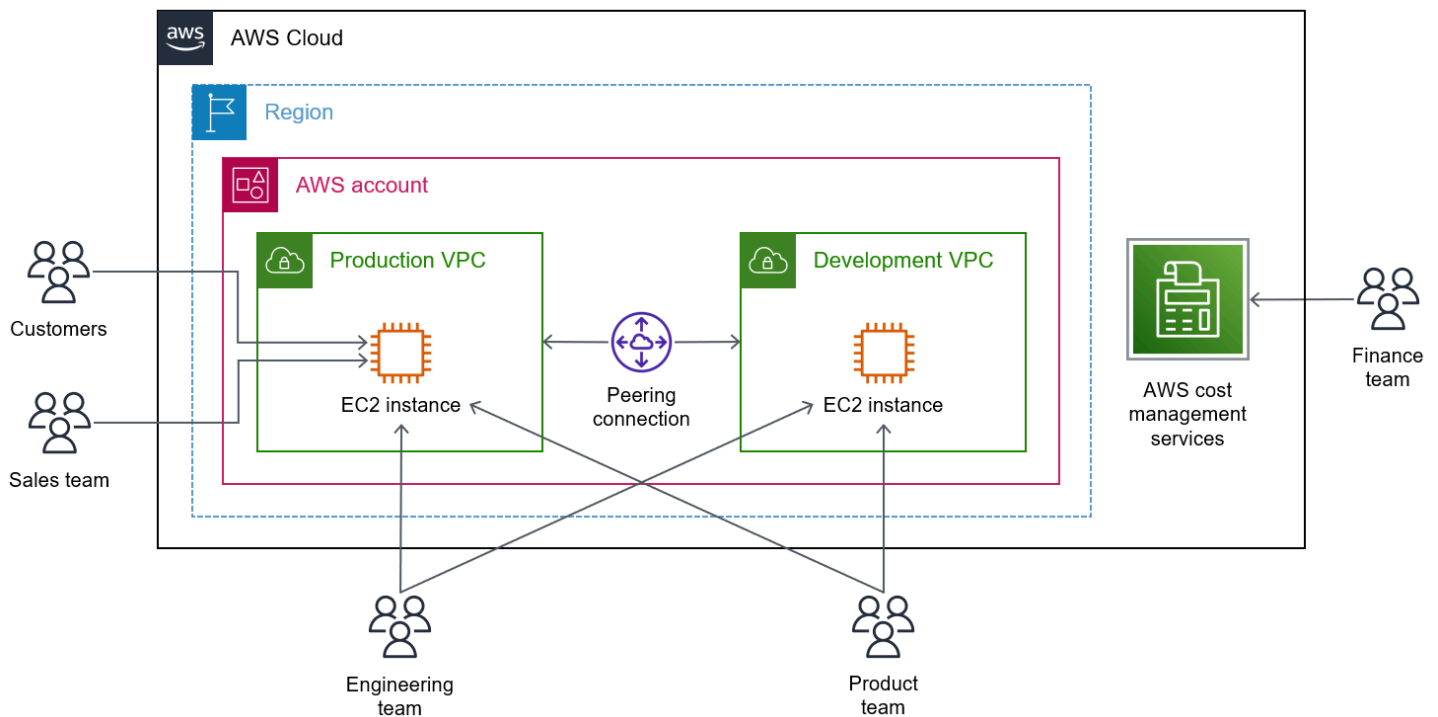 aws
AWS Cloud
Region
AWS account
Production VPC
Development VPC
Customers
Sales team
EC2 instance
Peering
connection
EC2 instance
AWS cost
management
services
Finance
team
Engineering
team
Product
team